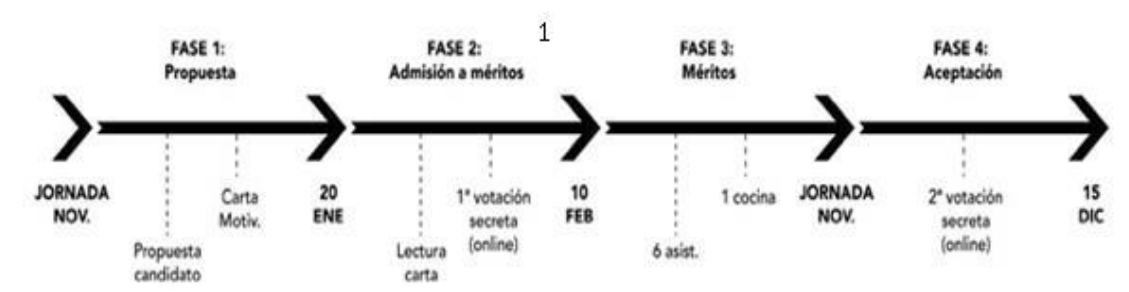 1
FASE 1:
Propuesta
FASE 2:
Admisión a méritos
FASE 3:
Méritos
FASE 4:
Aceptación
JORNADA
NOV.
Propuesta
candidato
Carta
Motiv.
20
ENE
Lectura
carta
1ª votación
secreta
(online)
10
FEB
6 asist.
1 cocina
JORNADA
NOV.
2ª votación
secreta
(online)
15
DIC